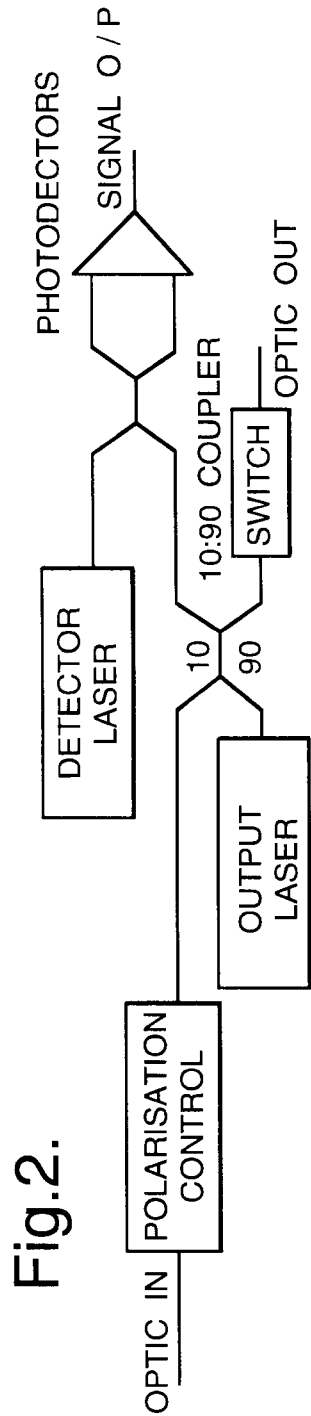 Fig.2.
OPTIC IN
POLARISATION
CONTROL
OUTPUT
LASER
10
90
10:90 COUPLER
SWITCH
OPTIC OUT
DETECTOR
LASER
PHOTODECTORS
SIGNAL O / P